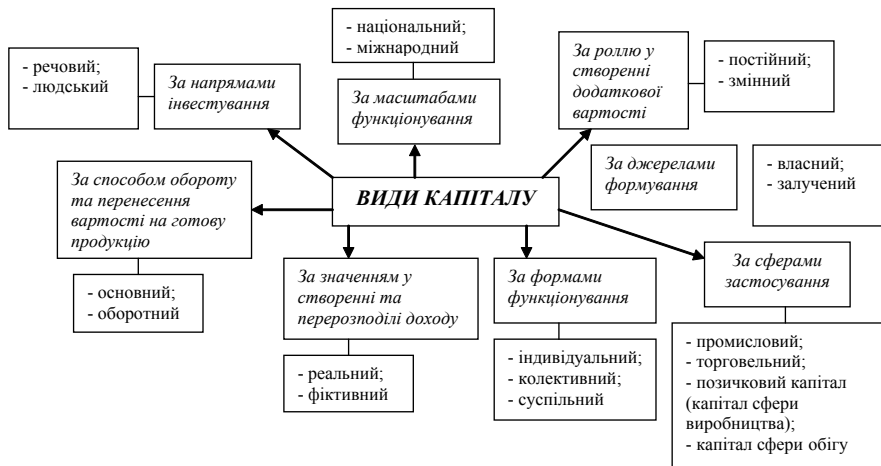 - національний;
- міжнародний
- речовий;
- людський
За напрямами
інвестування
За масштабами
функціонування
За роллю у
створенні
додаткової
вартості
- постійний;
- змінний
За джерелами
формування
- власний;
- залучений
За способом обороту
та перенесення
вартості на готову
продукцію
ВИДИ КАПІТАЛУ
- основний;
- оборотний
За значенням у
створенні та
перерозподілі доходу
За формами
функціонування
За сферами
застосування
- реальний;
- фіктивний
- індивідуальний;
- колективний;
- суспільний
- промисловий;
- торговельний;
- позичковий капітал
(капітал сфери
виробництва);
- капітал сфери обігу